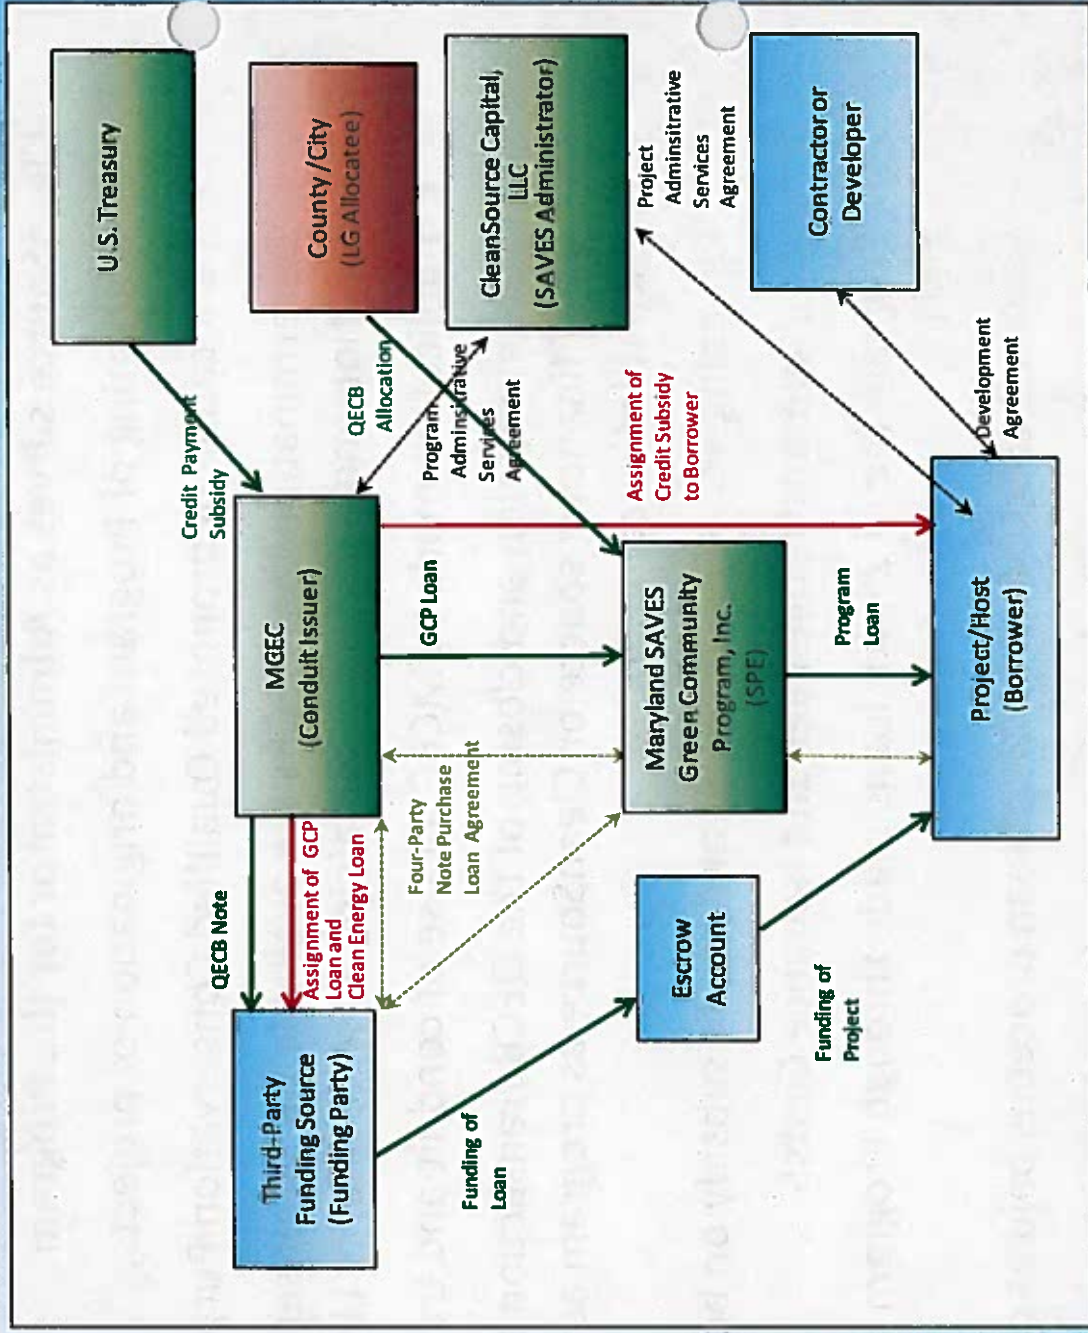 Third-Party
Funding Source
(Funding Party)
QECB Note
Assignment of GCP
Loan and
Clean Energy Loan
MCEC
(Conduit Issuer)
Credit Payment
Subsidy
U.S. Treasury
County/City
(LG Allocatee)
QECB
Allocation
Program
Adminsitrative
Services
Agreement
CleanSource Capital,
LLC
(SAVES Administrator)
Four-Party
Note Purchase
Loan Agreement
GCP Loan
Funding of
Loan
Escrow
Account
Maryland SAVES
Green Community
Program, Inc.
(SPE)
Assignment of
Credit Subsidy
to Borrower
Project
Adminsitrative
Services
Agreement
Funding of
Project
Program
Loan
Contractor or
Developer
Project/Host
(Borrower)
Development
Agreement